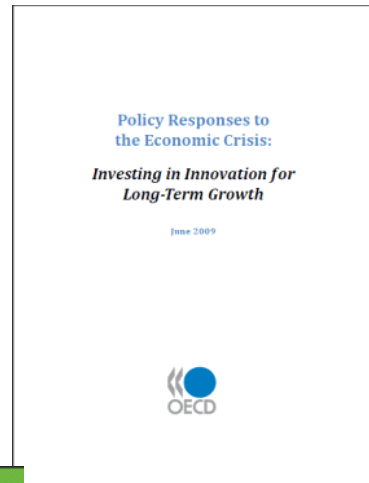 Policy Responses to
the Economic Crisis:
Investing in Innovation for
Long-Term Growth
June 2009
OECD